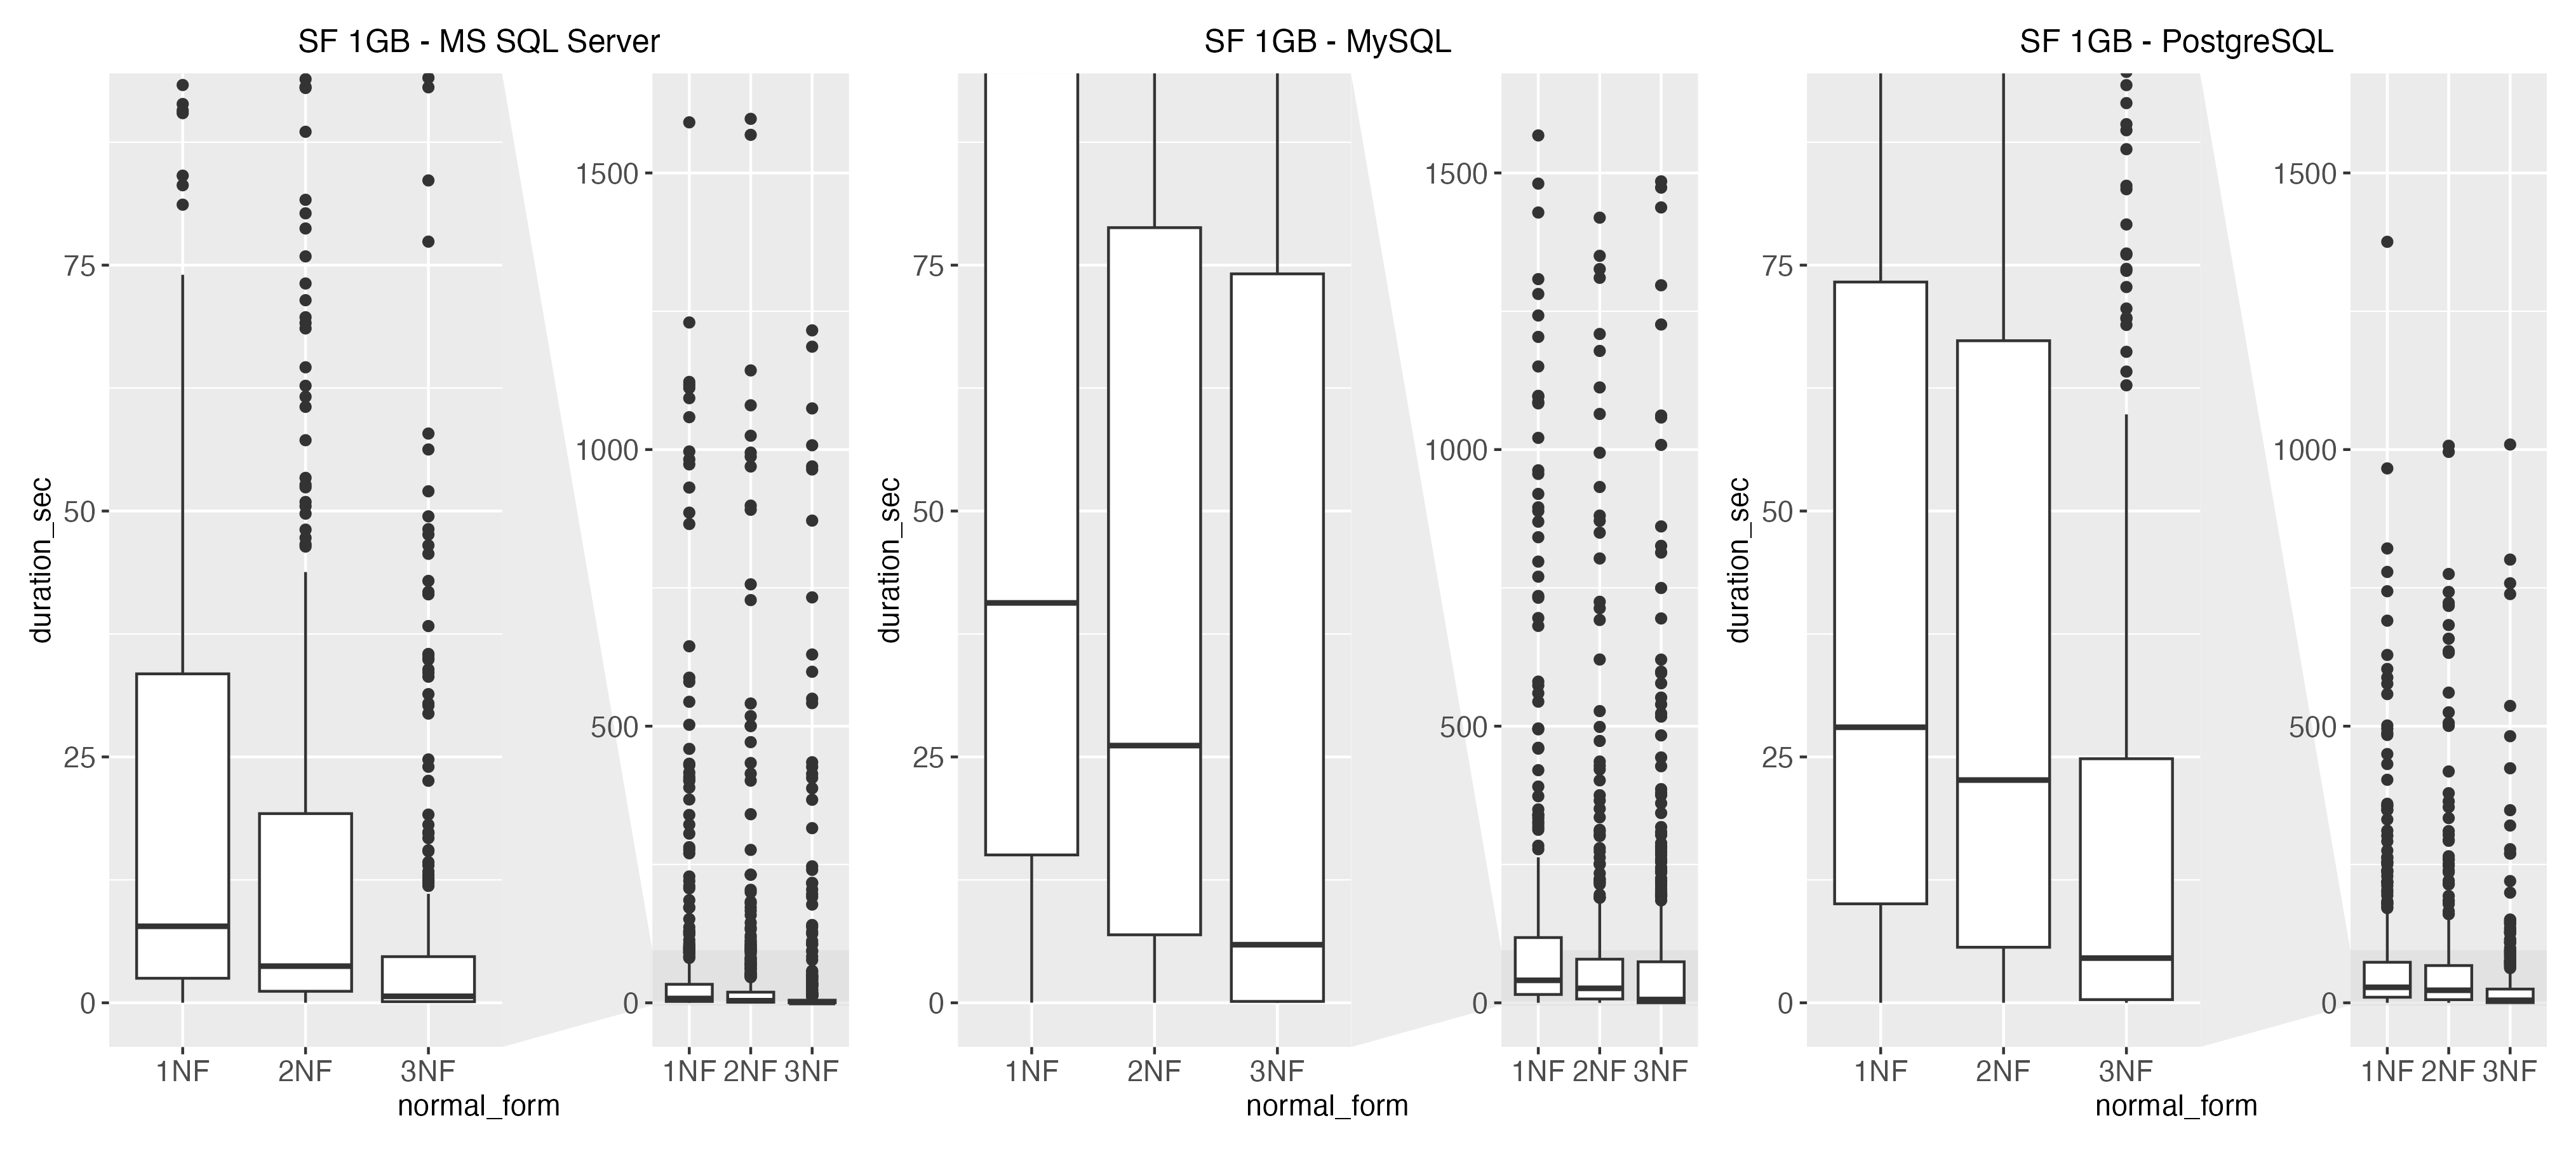 SF 1GB - MS SQL Server
duration_sec
75
50
25
0
1NF 2NF 3NF
1500
1000
500
0
1NF 2NF 3NF
normal_form
SF 1GB - MySQL
duration_sec
75
50
25
0
1NF 2NF 3NF
1500
1000
500
0
1NF 2NF 3NF
normal_form
SF 1GB - PostgreSQL
duration_sec
75
50
25
0
1NF 2NF 3NF
1500
1000
500
0
1NF 2NF 3NF
normal_form